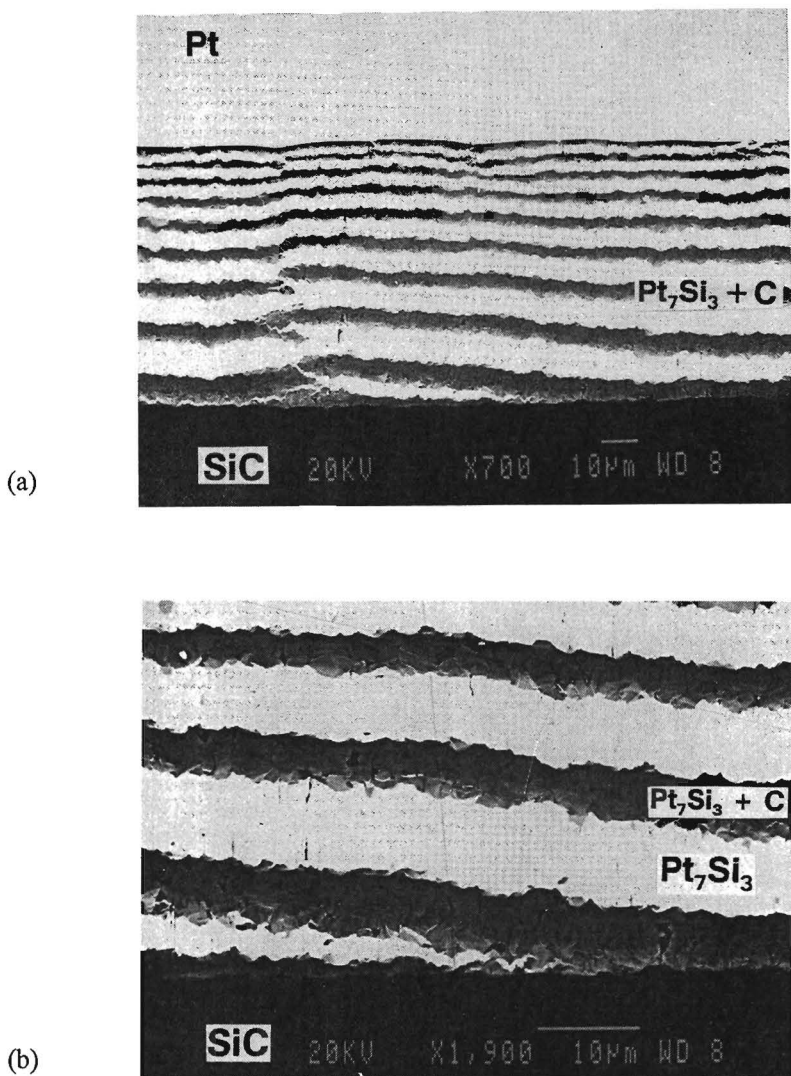 Pt
Pt₇Si₃ + C
SiC 20KV X700 10μm WD 8
(a)
Pt₇Si₃ + C
Pt₇Si₃
SiC 20KV X1,900 10μm WD 8
(b)